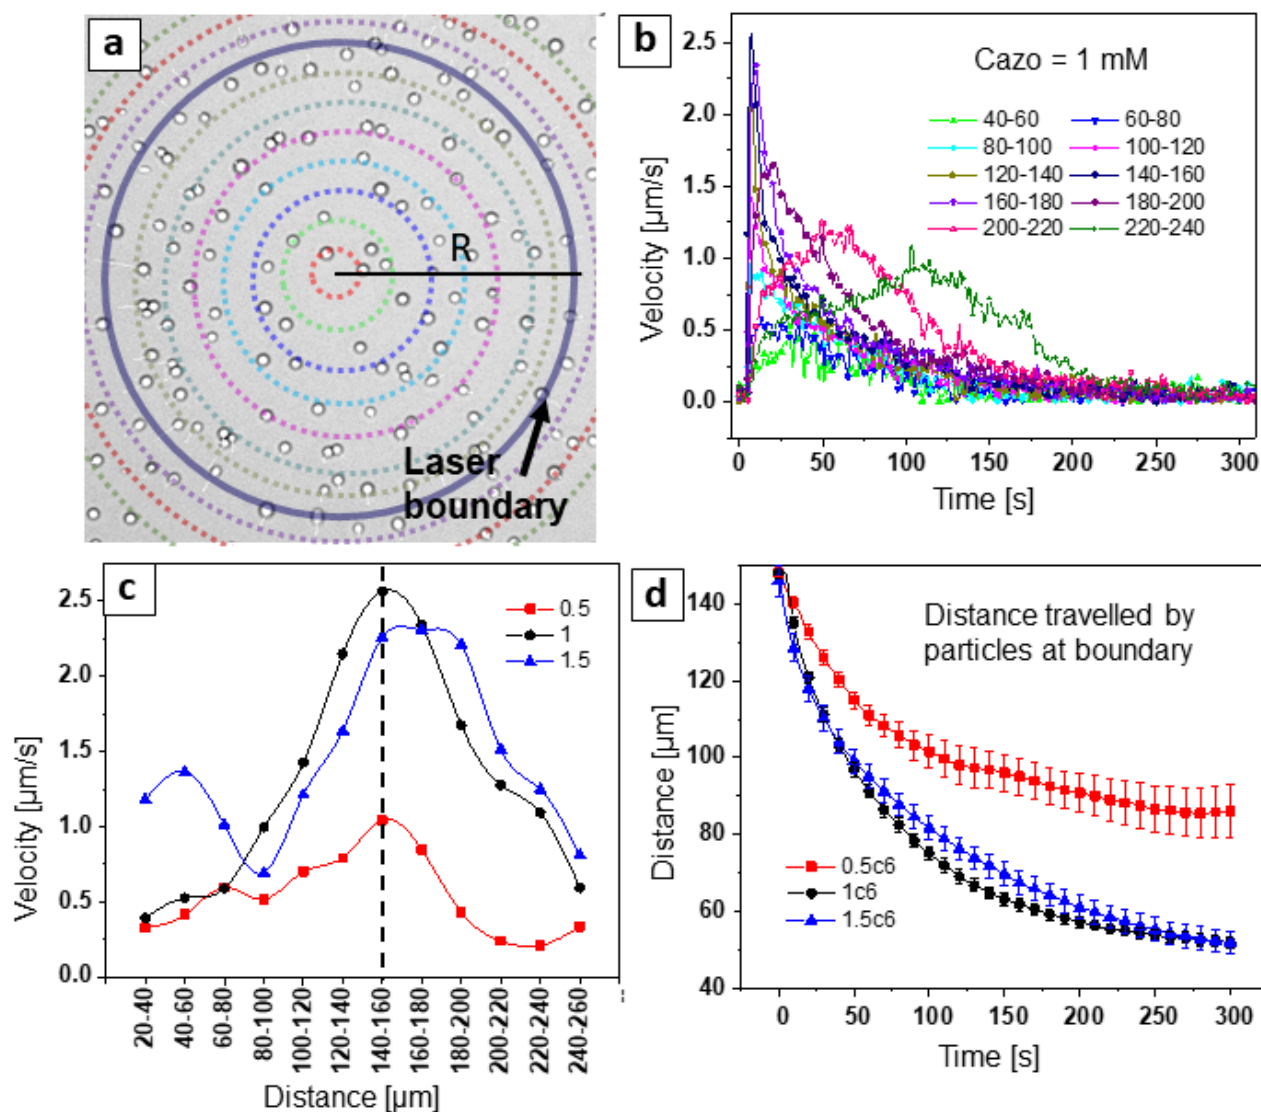 a
R
Laser
boundary
b
Cazo = 1 mM
40-60 60-80
80-100 100-120
120-140 140-160
160-180 180-200
200-220 220-240
2.5
2.0
1.5
1.0
0.5
0.0
Velocity [µm/s]
0 50 100 150 200 250 300
Time [s]
c
0.5
1
1.5
2.5
2.0
1.5
1.0
0.5
0.0
Velocity [µm/s]
20-40
40-60
60-80
80-100
100-120
120-140
140-160
160-180
180-200
200-220
220-240
240-260
--
Distance [µm]
d
Distance travelled by
particles at boundary
0.5c6
1c6
1.5c6
140
120
100
80
60
40
Distance [µm]
0 50 100 150 200 250 300
Time [s]